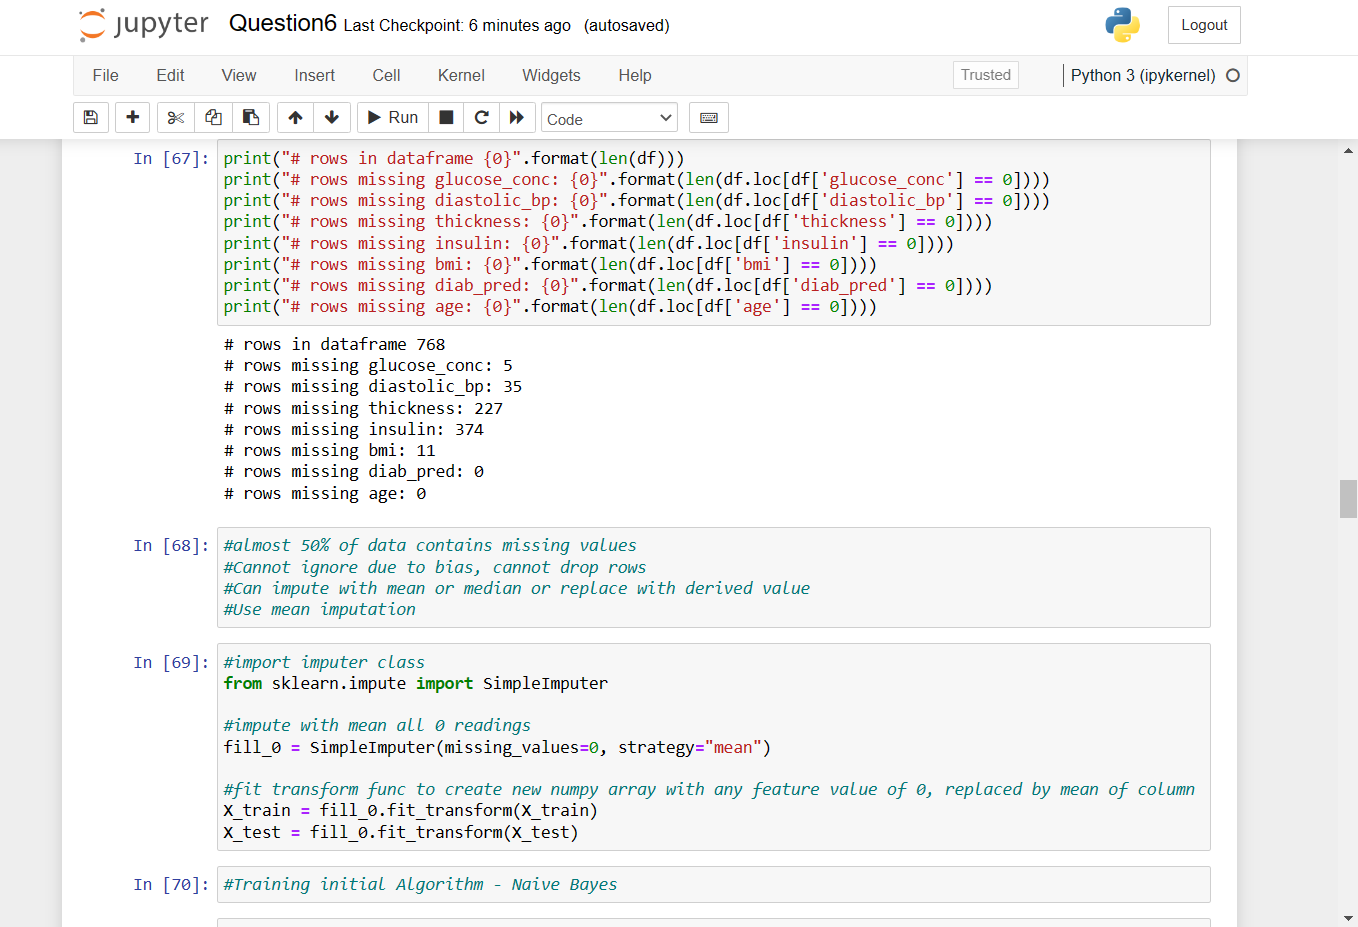 jupyter Question6 Last Checkpoint: 6 minutes ago (autosaved)
Logout
File Edit View Insert Cell Kernel Widgets Help
Trusted
Python 3 (ipykernel)
Run
Code
In [67]:
print("# rows in dataframe {0}".format(len(df)))
print("# rows missing glucose_conc: {0}".format(len(df.loc[df['glucose_conc'] == 0])))
print("# rows missing diastolic_bp: {0}".format(len(df.loc[df['diastolic_bp'] == 0])))
print("# rows missing thickness: {0}".format(len(df.loc[df['thickness'] == 0])))
print("# rows missing insulin: {0}".format(len(df.loc[df['insulin'] == 0])))
print("# rows missing bmi: {0}".format(len(df.loc[df['bmi'] == 0])))
print("# rows missing diab_pred: {0}".format(len(df.loc[df['diab_pred'] == 0])))
print("# rows missing age: {0}".format(len(df.loc[df['age'] == 0])))
# rows in dataframe 768
# rows missing glucose_conc: 5
# rows missing diastolic_bp: 35
# rows missing thickness: 227
# rows missing insulin: 374
# rows missing bmi: 11
# rows missing diab_pred: 0
# rows missing age: 0
In [68]:
#almost 50% of data contains missing values
#Cannot ignore due to bias, cannot drop rows
#Can impute with mean or median or replace with derived value
#Use mean imputation
In [69]:
#import imputer class
from sklearn.impute import SimpleImputer
#impute with mean all 0 readings
fill_0 = SimpleImputer(missing_values=0, strategy="mean")
#fit transform func to create new numpy array with any feature value of 0, replaced by mean of column
X_train = fill_0.fit_transform(X_train)
X_test = fill_0.fit_transform(X_test)
In [70]:
#Training initial Algorithm - Naive Bayes